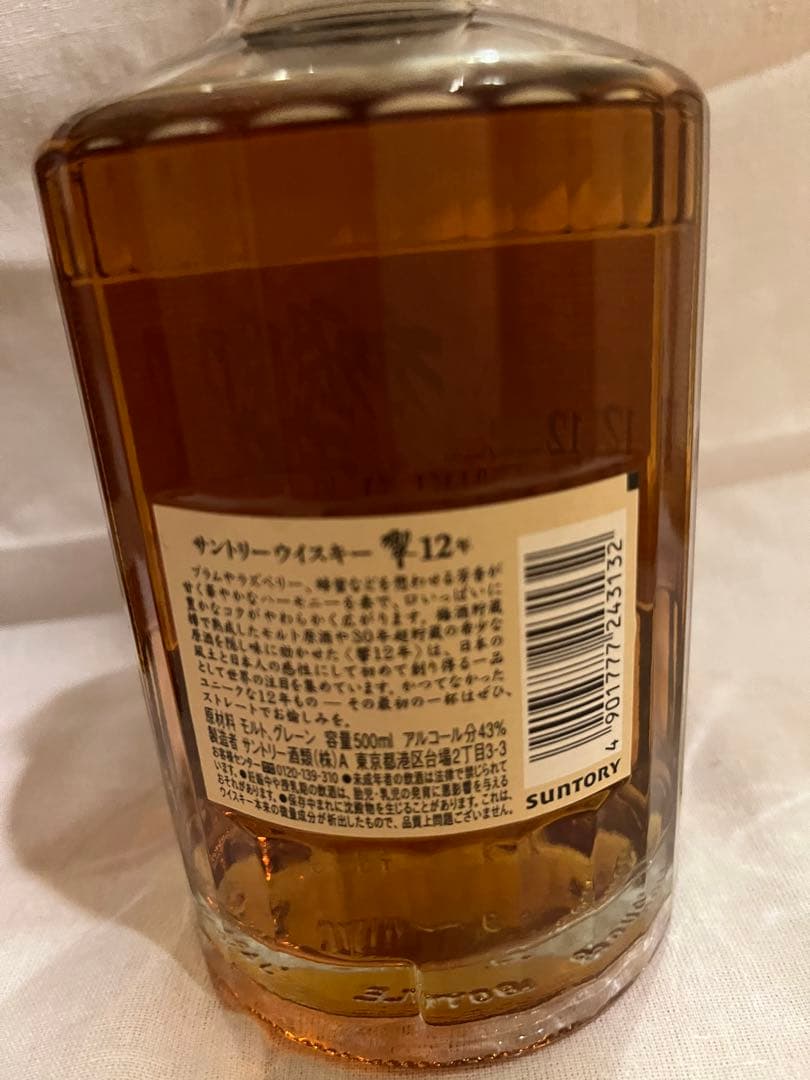 サントリーウイスキー 響12年
プラムやラズベリー、蜂蜜などを想わせる芳香が
甘く華やかなハーモニーを奏で、口いっぱいに
豊かなコクがやわらかく広がります。梅酒貯蔵
樽で熟成したモルト原酒や30年超貯蔵の希少な
原酒を隠し味に効かせた〈響12年〉は、日本の
風土と日本人の感性にして初めて創り得る一品
として世界の注目を集めています。かつてなかった
ユニークな12年もの ― その最初の一杯はぜひ、
ストレートでお愉しみを。
原材料 モルト、グレーン 容量500ml アルコール分43%
製造者 サントリー酒類(株)A 東京都港区台場2丁目3-3
お客様センター 0120-139-310 ●未成年者の飲酒は法律で禁じられて
います。●妊娠中や授乳期の飲酒は、胎児・乳児の発育に悪影響を与える
おそれがあります。●保存中まれに沈殿物を生じることがあります。これは、
ウイスキー本来の微量成分が析出したもので、品質上問題ございません。
4 901777 243132
SUNTORY
12
12